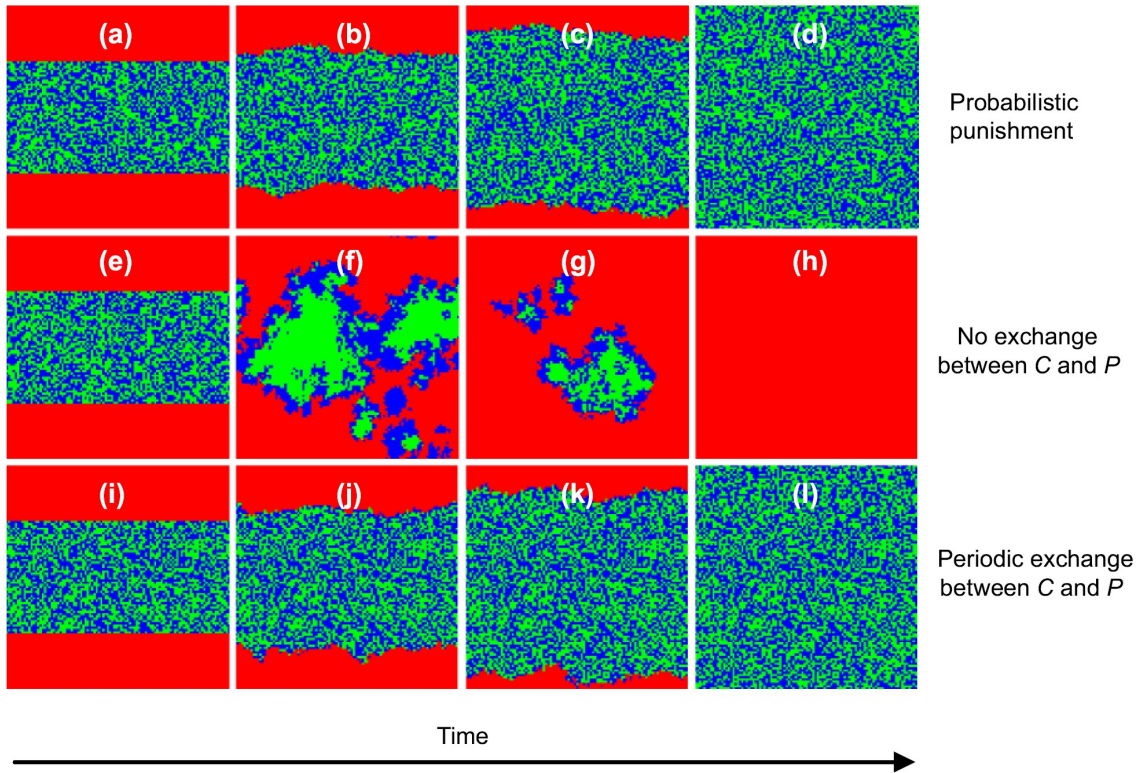 (a) (b) (c) (d)
Probabilistic
punishment
(e) (f) (g) (h)
No exchange
between C and P
(i) (j) (k) (l)
Periodic exchange
between C and P
Time